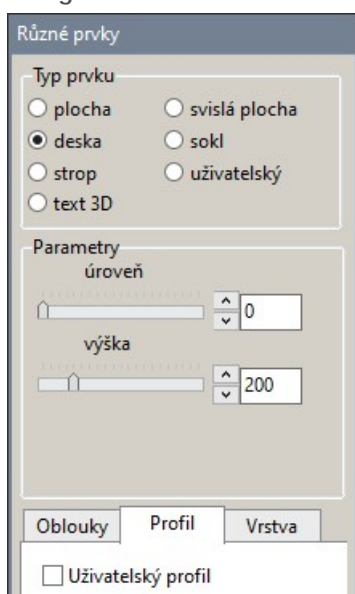 Různé prvky
Typ prvku
plocha svislá plocha
deska sokl
strop uživatelský
text 3D
Parametry
úroveň
0
výška
200
Oblouky Profil Vrstva
Uživatelský profil